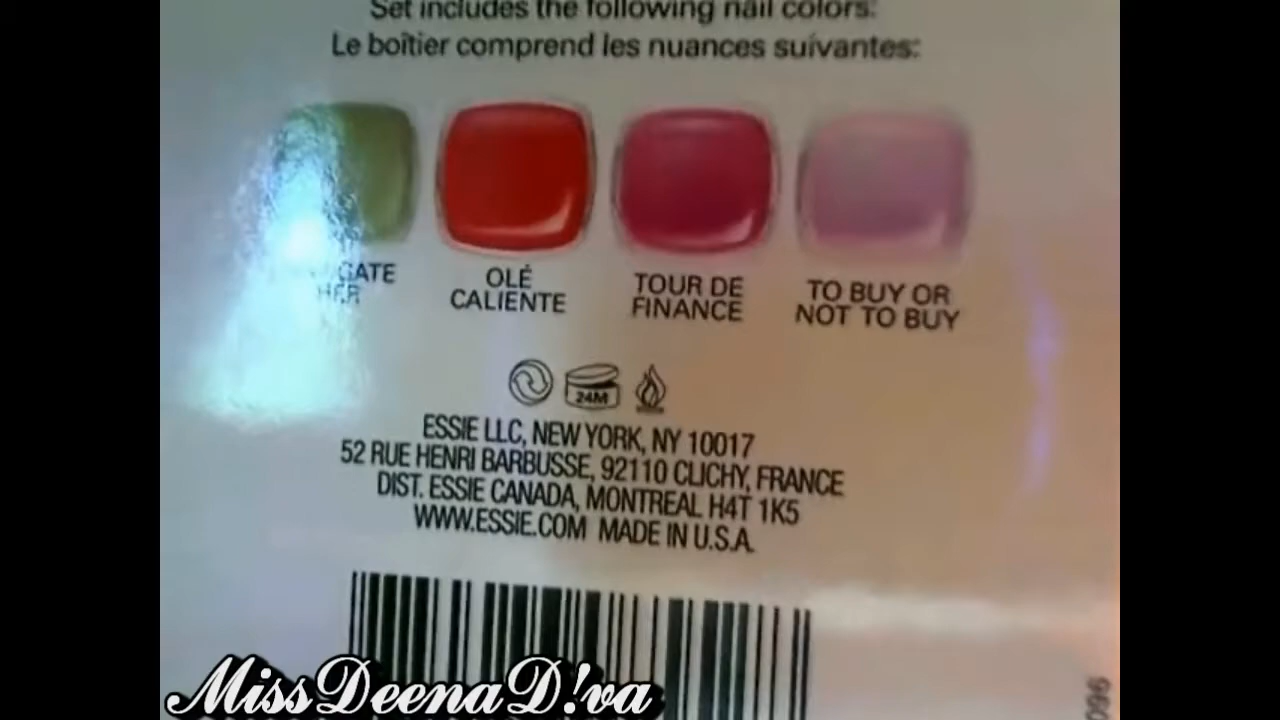 Set includes the following nail colors:
Le boîtier comprend les nuances suivantes:
OLÉ
CALIENTE
TOUR DE
FINANCE
TO BUY OR
NOT TO BUY
24M
ESSIE LLC, NEW YORK, NY 10017
52 RUE HENRI BARBUSSE, 92110 CLICHY, FRANCE
DIST. ESSIE CANADA, MONTREAL H4T 1K5
WWW.ESSIE.COM MADE IN U.S.A.
MissDeenaD!va